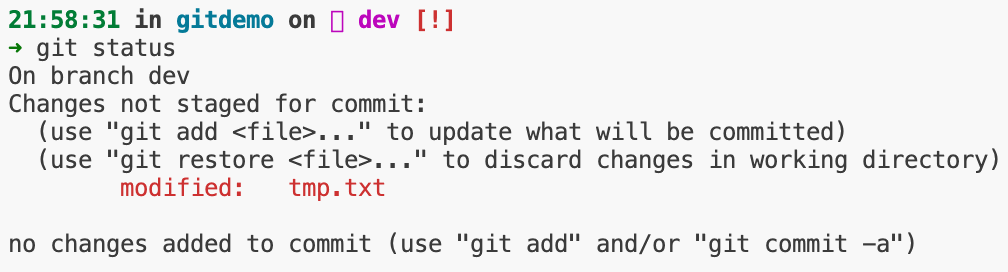 21:58:31 in gitdemo on  dev [!]
➜ git status
On branch dev
Changes not staged for commit:
  (use "git add <file>..." to update what will be committed)
  (use "git restore <file>..." to discard changes in working directory)
        modified:   tmp.txt

no changes added to commit (use "git add" and/or "git commit -a")